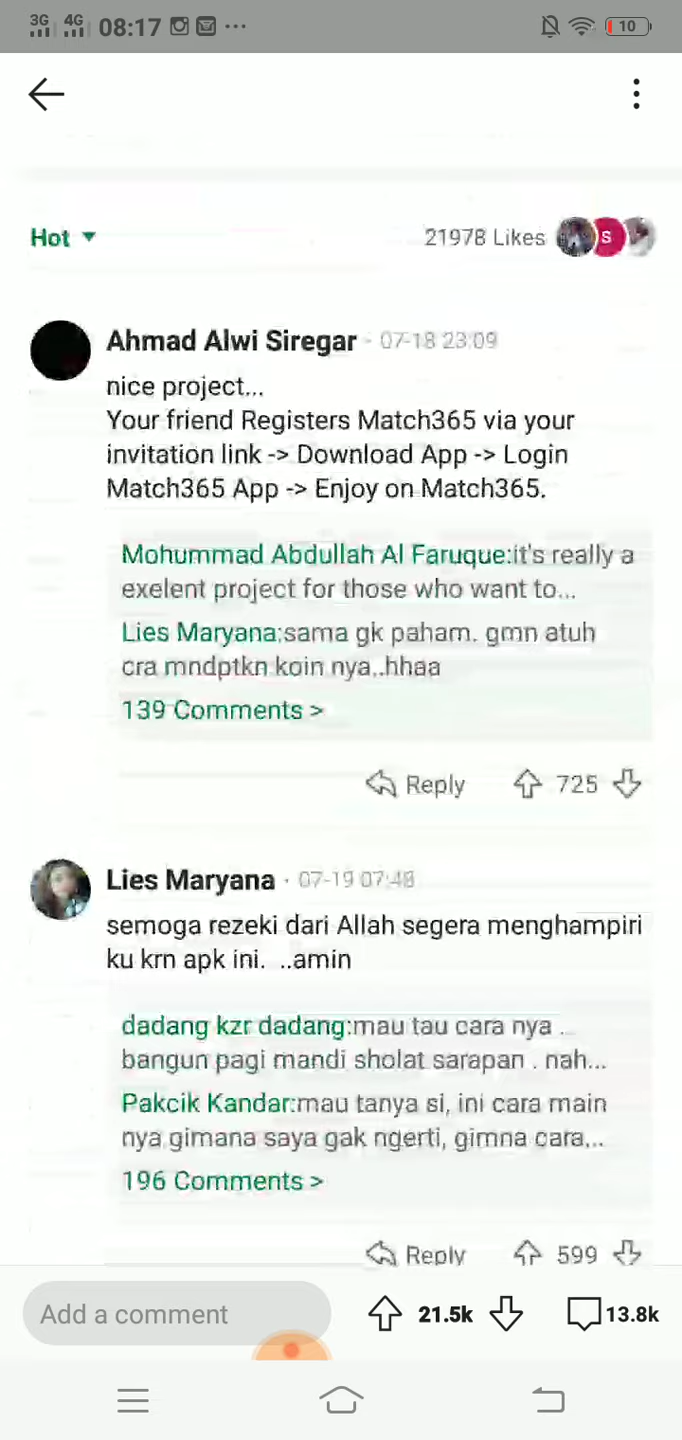 3G 4G 08:17 ... 10
Hot 21978 Likes S
Ahmad Alwi Siregar · 07-18 23:09
nice project...
Your friend Registers Match365 via your
invitation link -> Download App -> Login
Match365 App -> Enjoy on Match365.
Mohummad Abdullah Al Faruque:it's really a
exelent project for those who want to...
Lies Maryana:sama gk paham. gmn atuh
cra mndptkn koin nya..hhaa
139 Comments >
Reply 725
Lies Maryana · 07-19 07:48
semoga rezeki dari Allah segera menghampiri
ku krn apk ini. ..amin
dadang kzr dadang:mau tau cara nya .
bangun pagi mandi sholat sarapan . nah...
Pakcik Kandar:mau tanya si, ini cara main
nya gimana saya gak ngerti, gimna cara...
196 Comments >
Reply 599
Add a comment 21.5k 13.8k